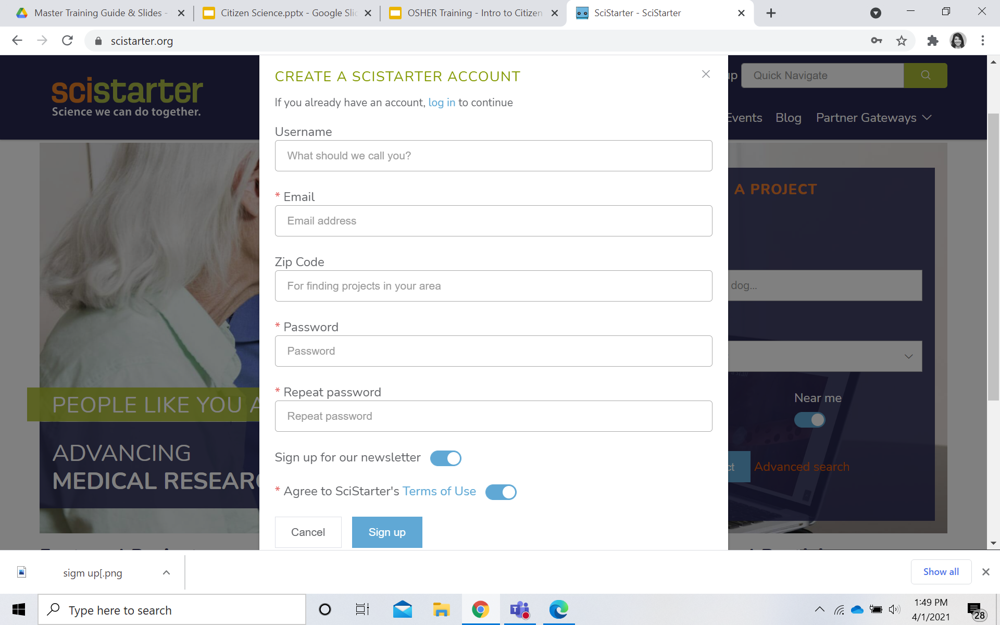 Master Training Guide & Slides -
Citizen Science.pptx - Google Slid
OSHER Training - Intro to Citizen
SciStarter - SciStarter
scistarter.org
scistarter
Science we can do together.
CREATE A SCISTARTER ACCOUNT
If you already have an account, log in to continue
Username
What should we call you?
* Email
Email address
Zip Code
For finding projects in your area
* Password
Password
* Repeat password
Repeat password
Sign up for our newsletter
* Agree to SciStarter's Terms of Use
Cancel
Sign up
up
Quick Navigate
Events
Blog
Partner Gateways
A PROJECT
dog...
Near me
ct
Advanced search
PEOPLE LIKE YOU A
ADVANCING
MEDICAL RESEARC
sigm up[.png
Show all
Type here to search
1:49 PM
4/1/2021
28